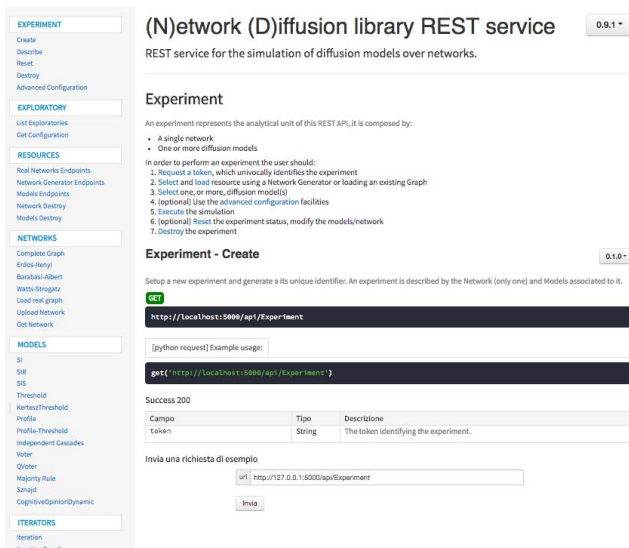 EXPERIMENT
Create
Describe
Reset
Destroy
Advanced Configuration
EXPLORATORY
List Exploratories
Get Configuration
RESOURCES
Real Networks Endpoints
Network Generator Endpoints
Models Endpoints
Network Destroy
Models Destroy
NETWORKS
Complete Graph
Erdos-Renyi
Barabasi-Albert
Watts-Strogatz
Load real graph
Upload Network
Get Network
MODELS
SI
SIR
SIS
Threshold
KerteszThreshold
Profile
Profile-Threshold
Independent Cascades
Voter
QVoter
Majority Rule
Sznajd
CognitiveOpinionDynamic
ITERATORS
Iteration
(N)etwork (D)iffusion library REST service
0.9.1
REST service for the simulation of diffusion models over networks.
Experiment
An experiment represents the analytical unit of this REST API, it is composed by:
• A single network
• One or more diffusion models
In order to perform an experiment the user should:
1. Request a token, which univocally identifies the experiment
2. Select and load resource using a Network Generator or loading an existing Graph
3. Select one, or more, diffusion model(s)
4. (optional) Use the advanced configuration facilities
5. Execute the simulation
6. (optional) Reset the experiment status, modify the models/network
7. Destroy the experiment
Experiment - Create
0.1.0
Setup a new experiment and generate a its unique identifier. An experiment is described by the Network (only one) and Models associated to it.
GET
http://localhost:5000/api/Experiment
[python request] Example usage:
get('http://localhost:5000/api/Experiment')
Success 200
Campo Tipo Descrizione
token String The token identifying the experiment.
Invia una richiesta di esempio
url http://127.0.0.1:5000/api/Experiment
Invia